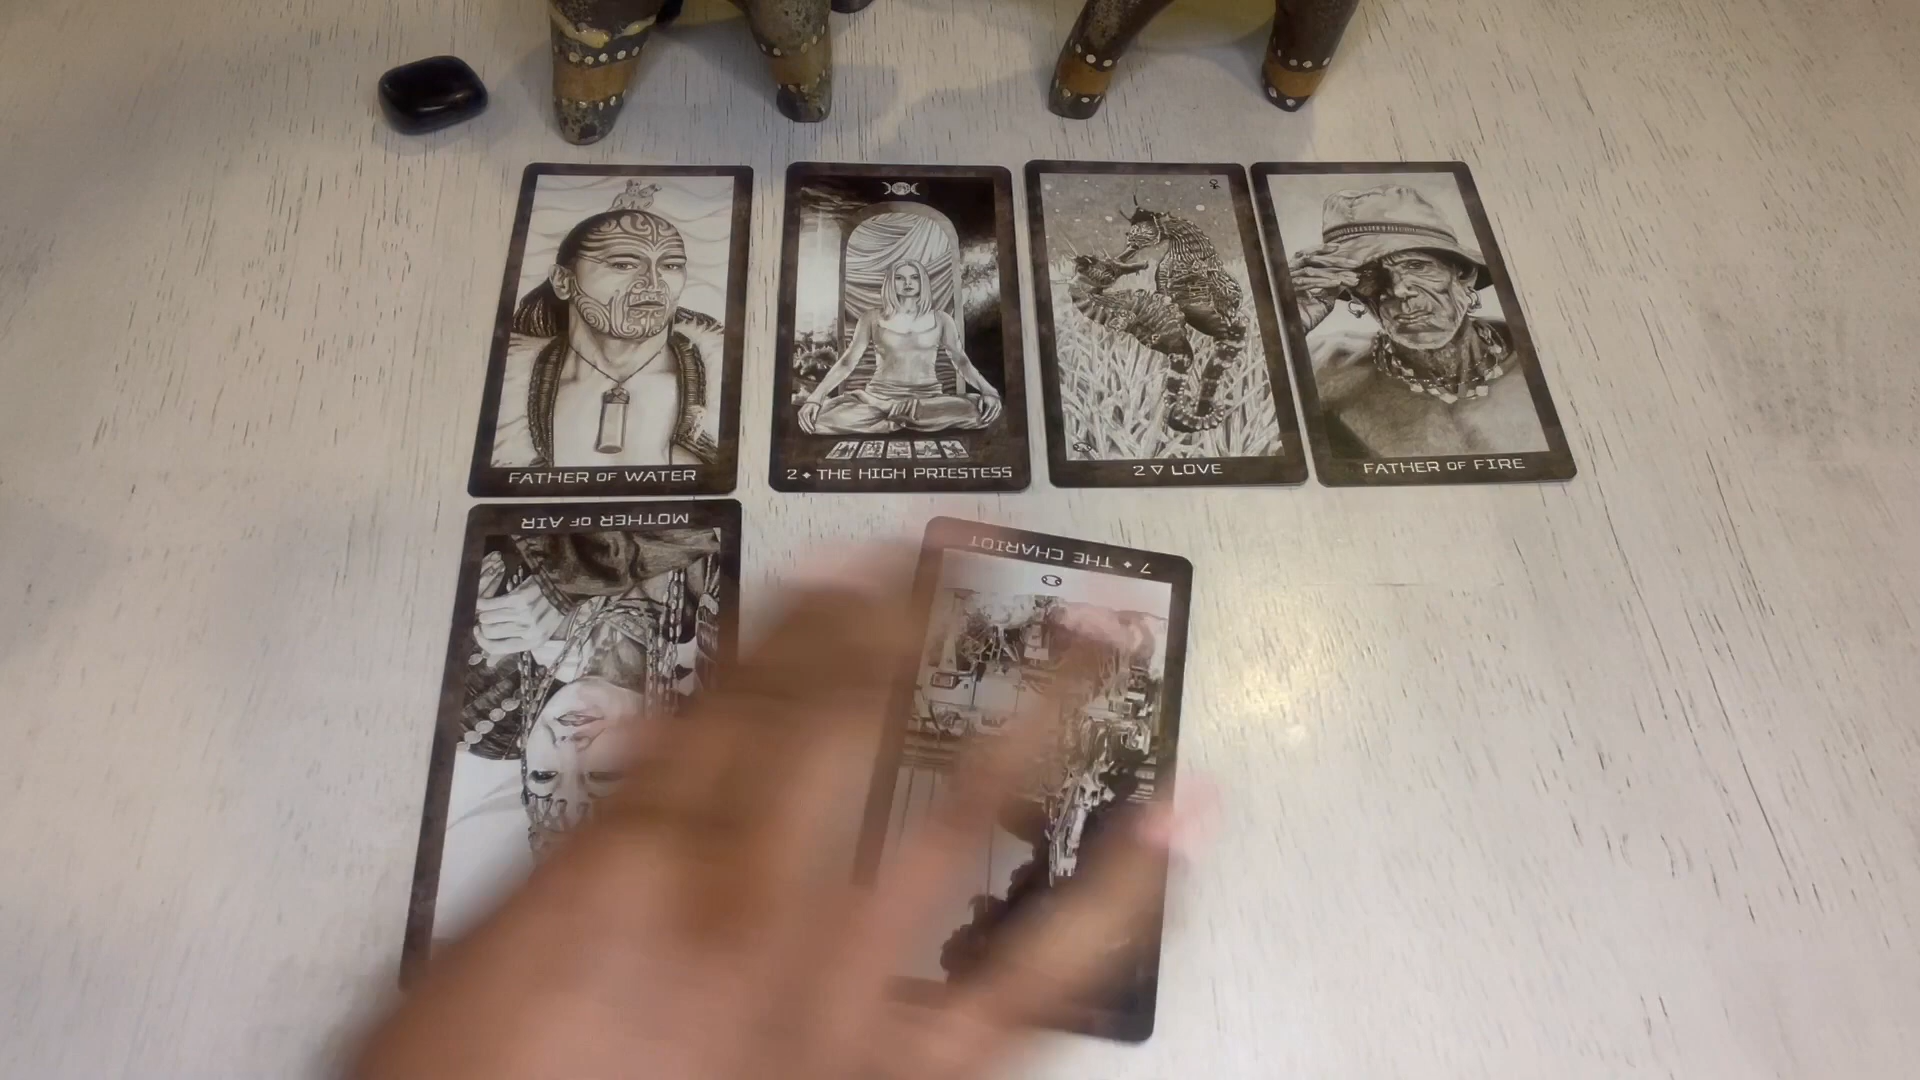 FATHER OF WATER
2 ⬥ THE HIGH PRIESTESS
2 ▽ LOVE
FATHER OF FIRE
MOTHER OF AIR
7 ⬥ THE CHARIOT